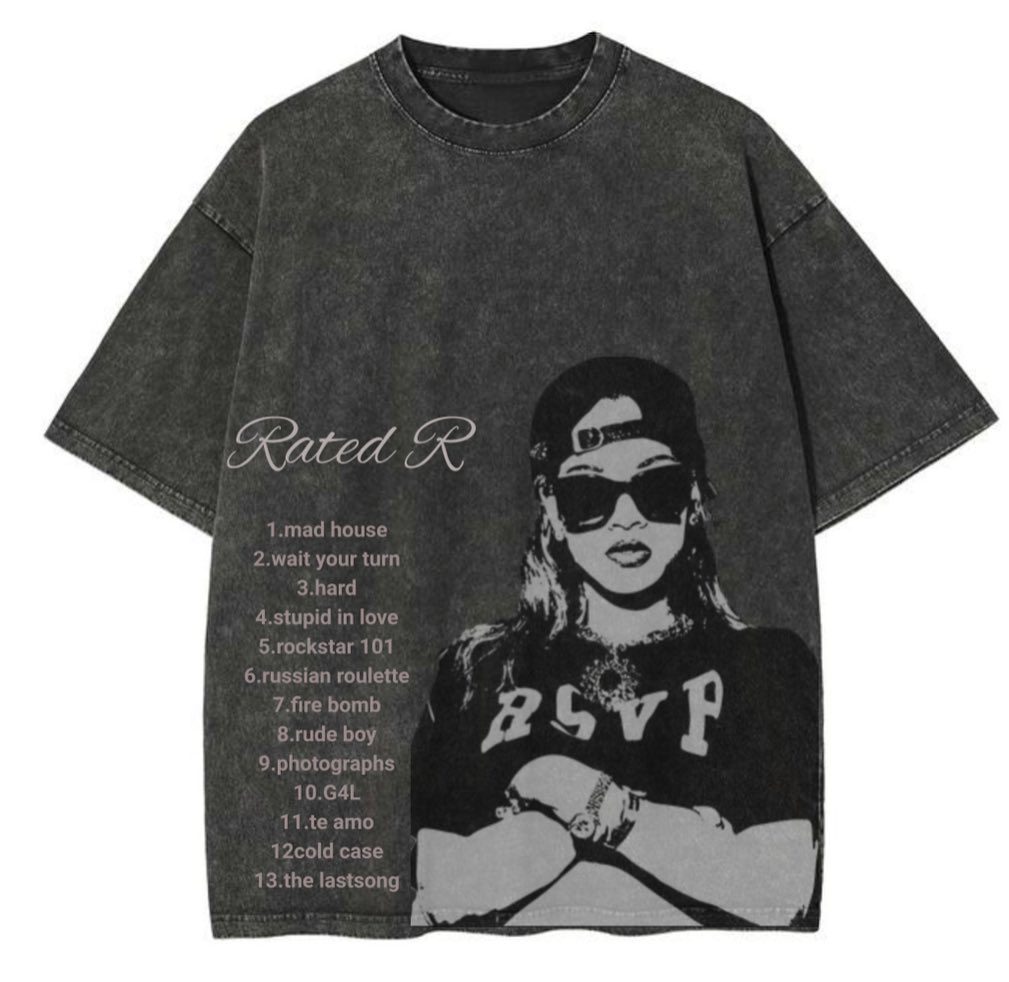 Rated R
1.mad house
2.wait your turn
3.hard
4.stupid in love
5.rockstar 101
6.russian roulette
7.fire bomb
8.rude boy
9.photographs
10.G4L
11.te amo
12cold case
13.the lastsong
RSVP